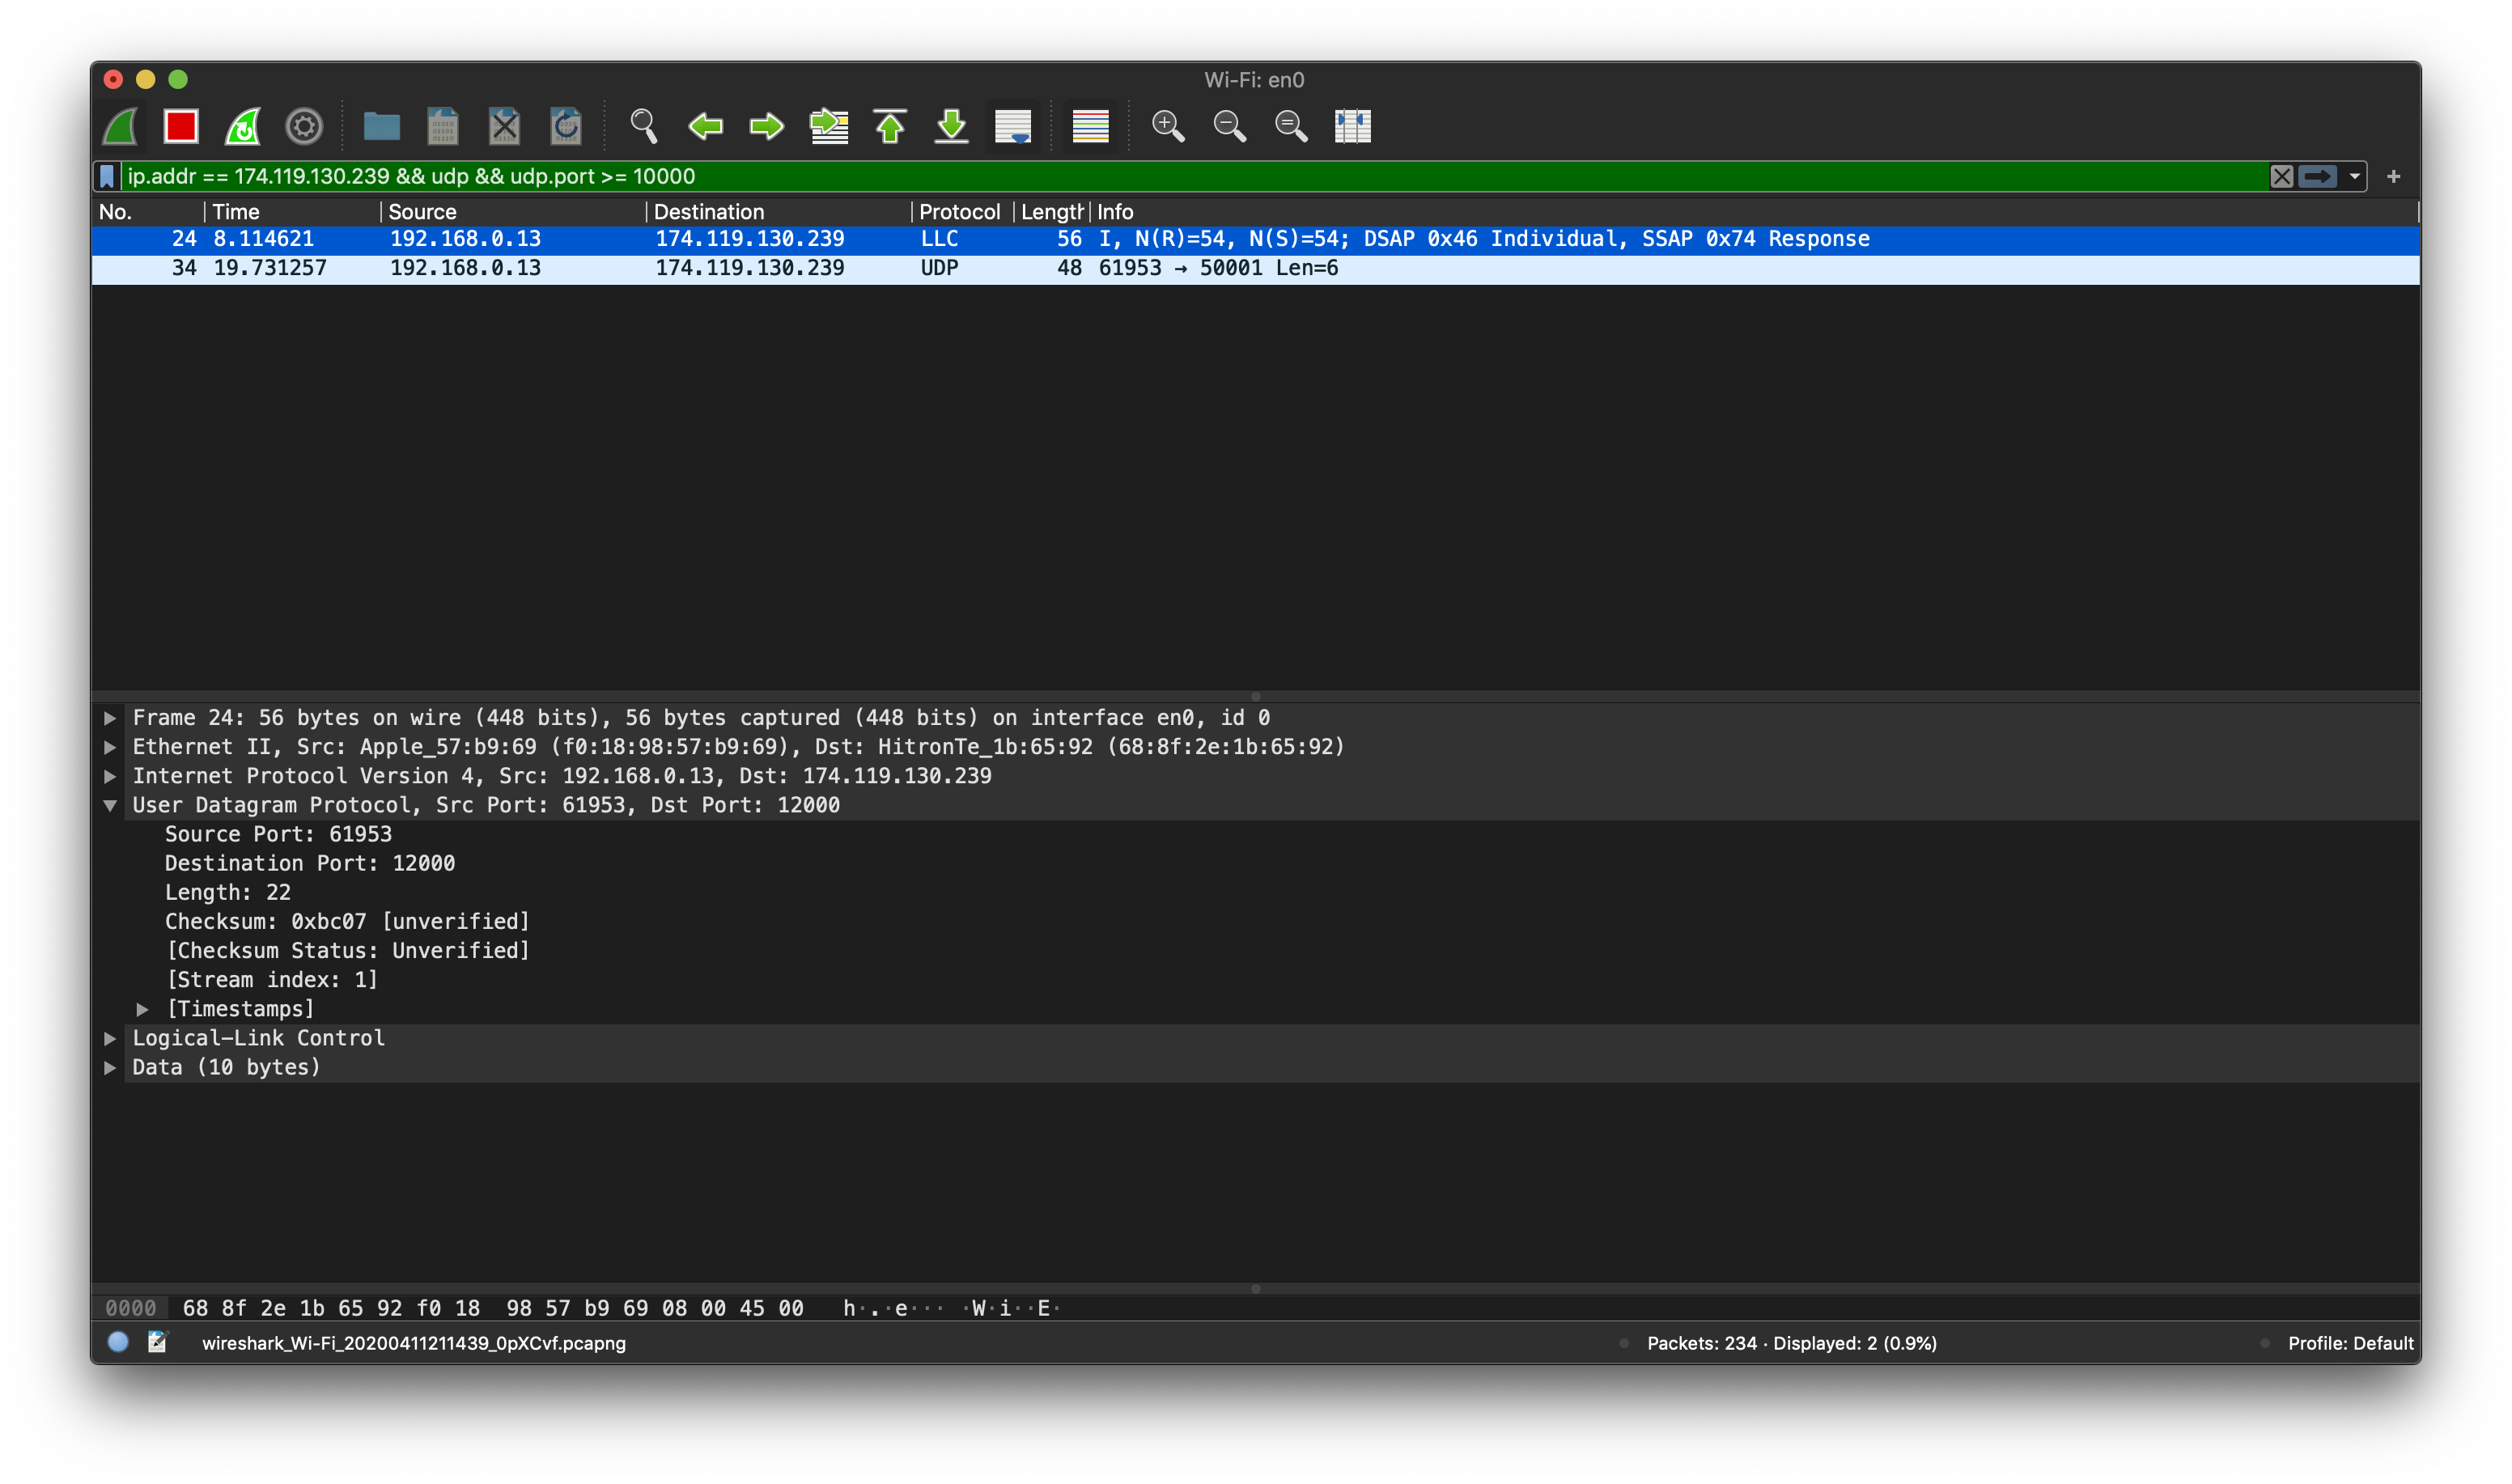 Wi-Fi: en0
ip.addr == 174.119.130.239 && udp && udp.port >= 10000
No. Time Source Destination Protocol Length Info
24 8.114621 192.168.0.13 174.119.130.239 LLC 56 I, N(R)=54, N(S)=54; DSAP 0x46 Individual, SSAP 0x74 Response
34 19.731257 192.168.0.13 174.119.130.239 UDP 48 61953 → 50001 Len=6
Frame 24: 56 bytes on wire (448 bits), 56 bytes captured (448 bits) on interface en0, id 0
Ethernet II, Src: Apple_57:b9:69 (f0:18:98:57:b9:69), Dst: HitronTe_1b:65:92 (68:8f:2e:1b:65:92)
Internet Protocol Version 4, Src: 192.168.0.13, Dst: 174.119.130.239
User Datagram Protocol, Src Port: 61953, Dst Port: 12000
Source Port: 61953
Destination Port: 12000
Length: 22
Checksum: 0xbc07 [unverified]
[Checksum Status: Unverified]
[Stream index: 1]
[Timestamps]
Logical-Link Control
Data (10 bytes)
0000 68 8f 2e 1b 65 92 f0 18 98 57 b9 69 08 00 45 00 h·.·e··· ·W·i··E·
wireshark_Wi-Fi_20200411211439_0pXCvf.pcapng
Packets: 234 · Displayed: 2 (0.9%)
Profile: Default